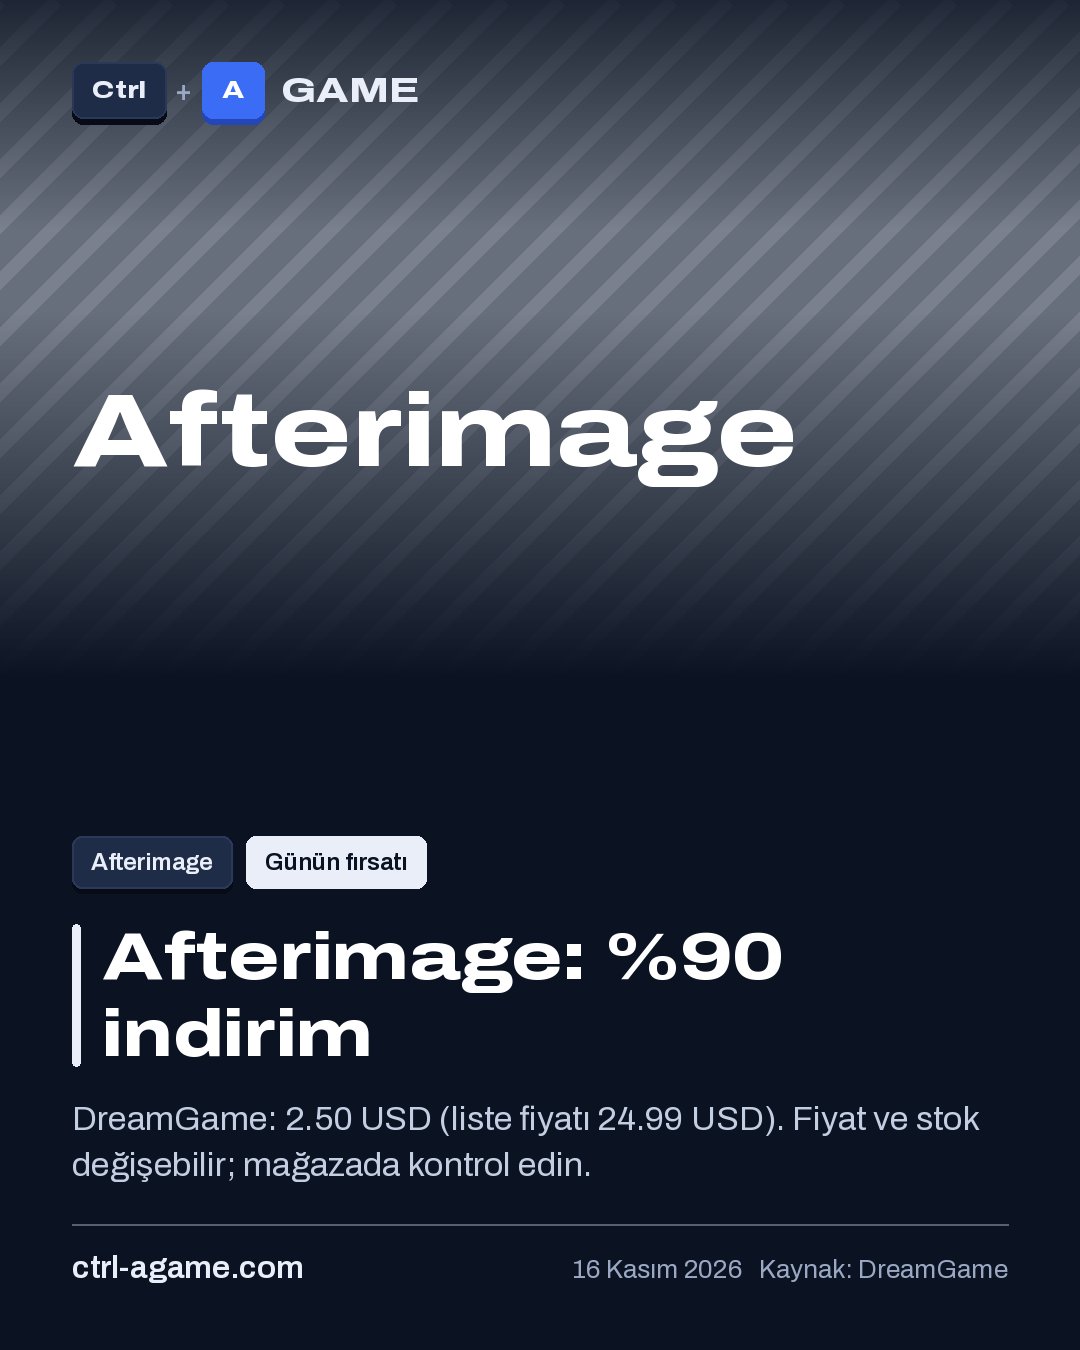 Ctrl + A GAME
Afterimage
Afterimage Günün fırsatı
Afterimage: %90
indirim
DreamGame: 2.50 USD (liste fiyatı 24.99 USD). Fiyat ve stok
değişebilir; mağazada kontrol edin.
ctrl-agame.com 16 Kasım 2026 Kaynak: DreamGame